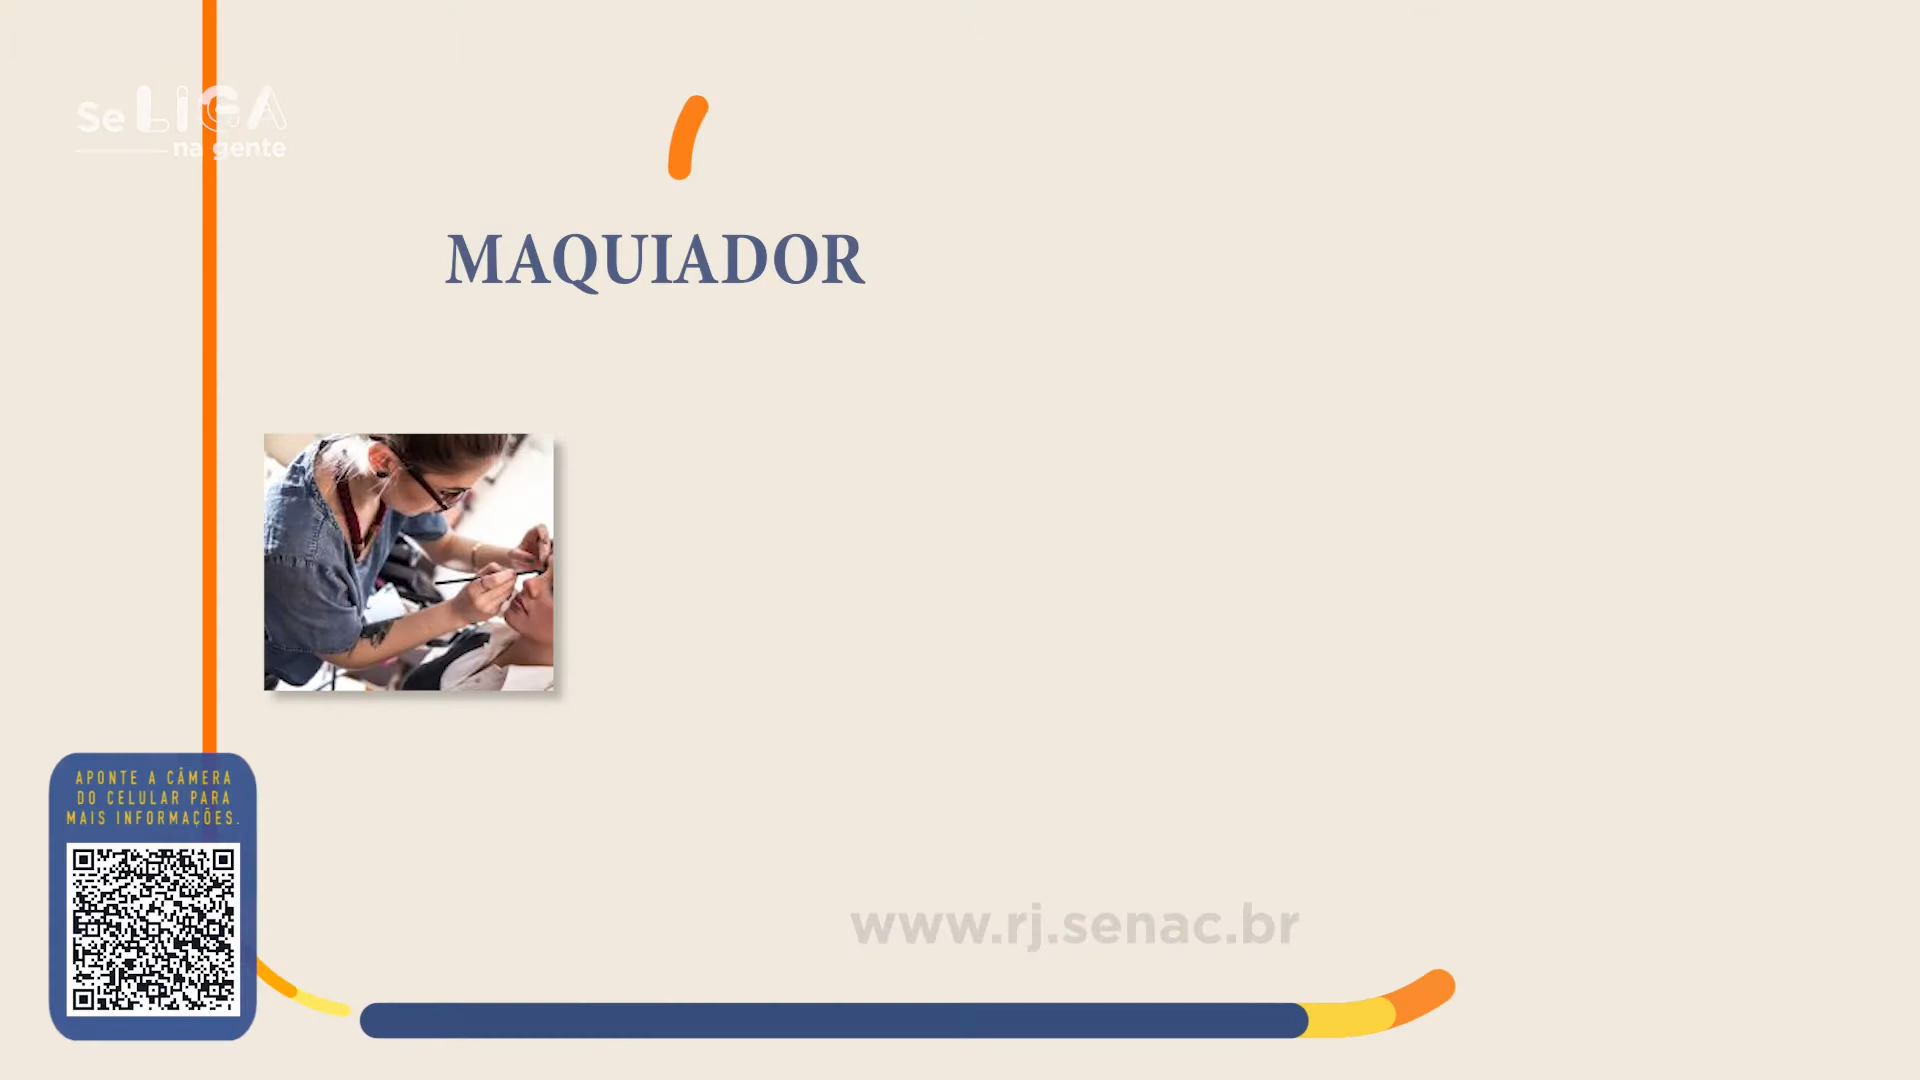 Se LIGA
na gente
MAQUIADOR
APONTE A CÂMERA
DO CELULAR PARA
MAIS INFORMAÇÕES.
www.rj.senac.br